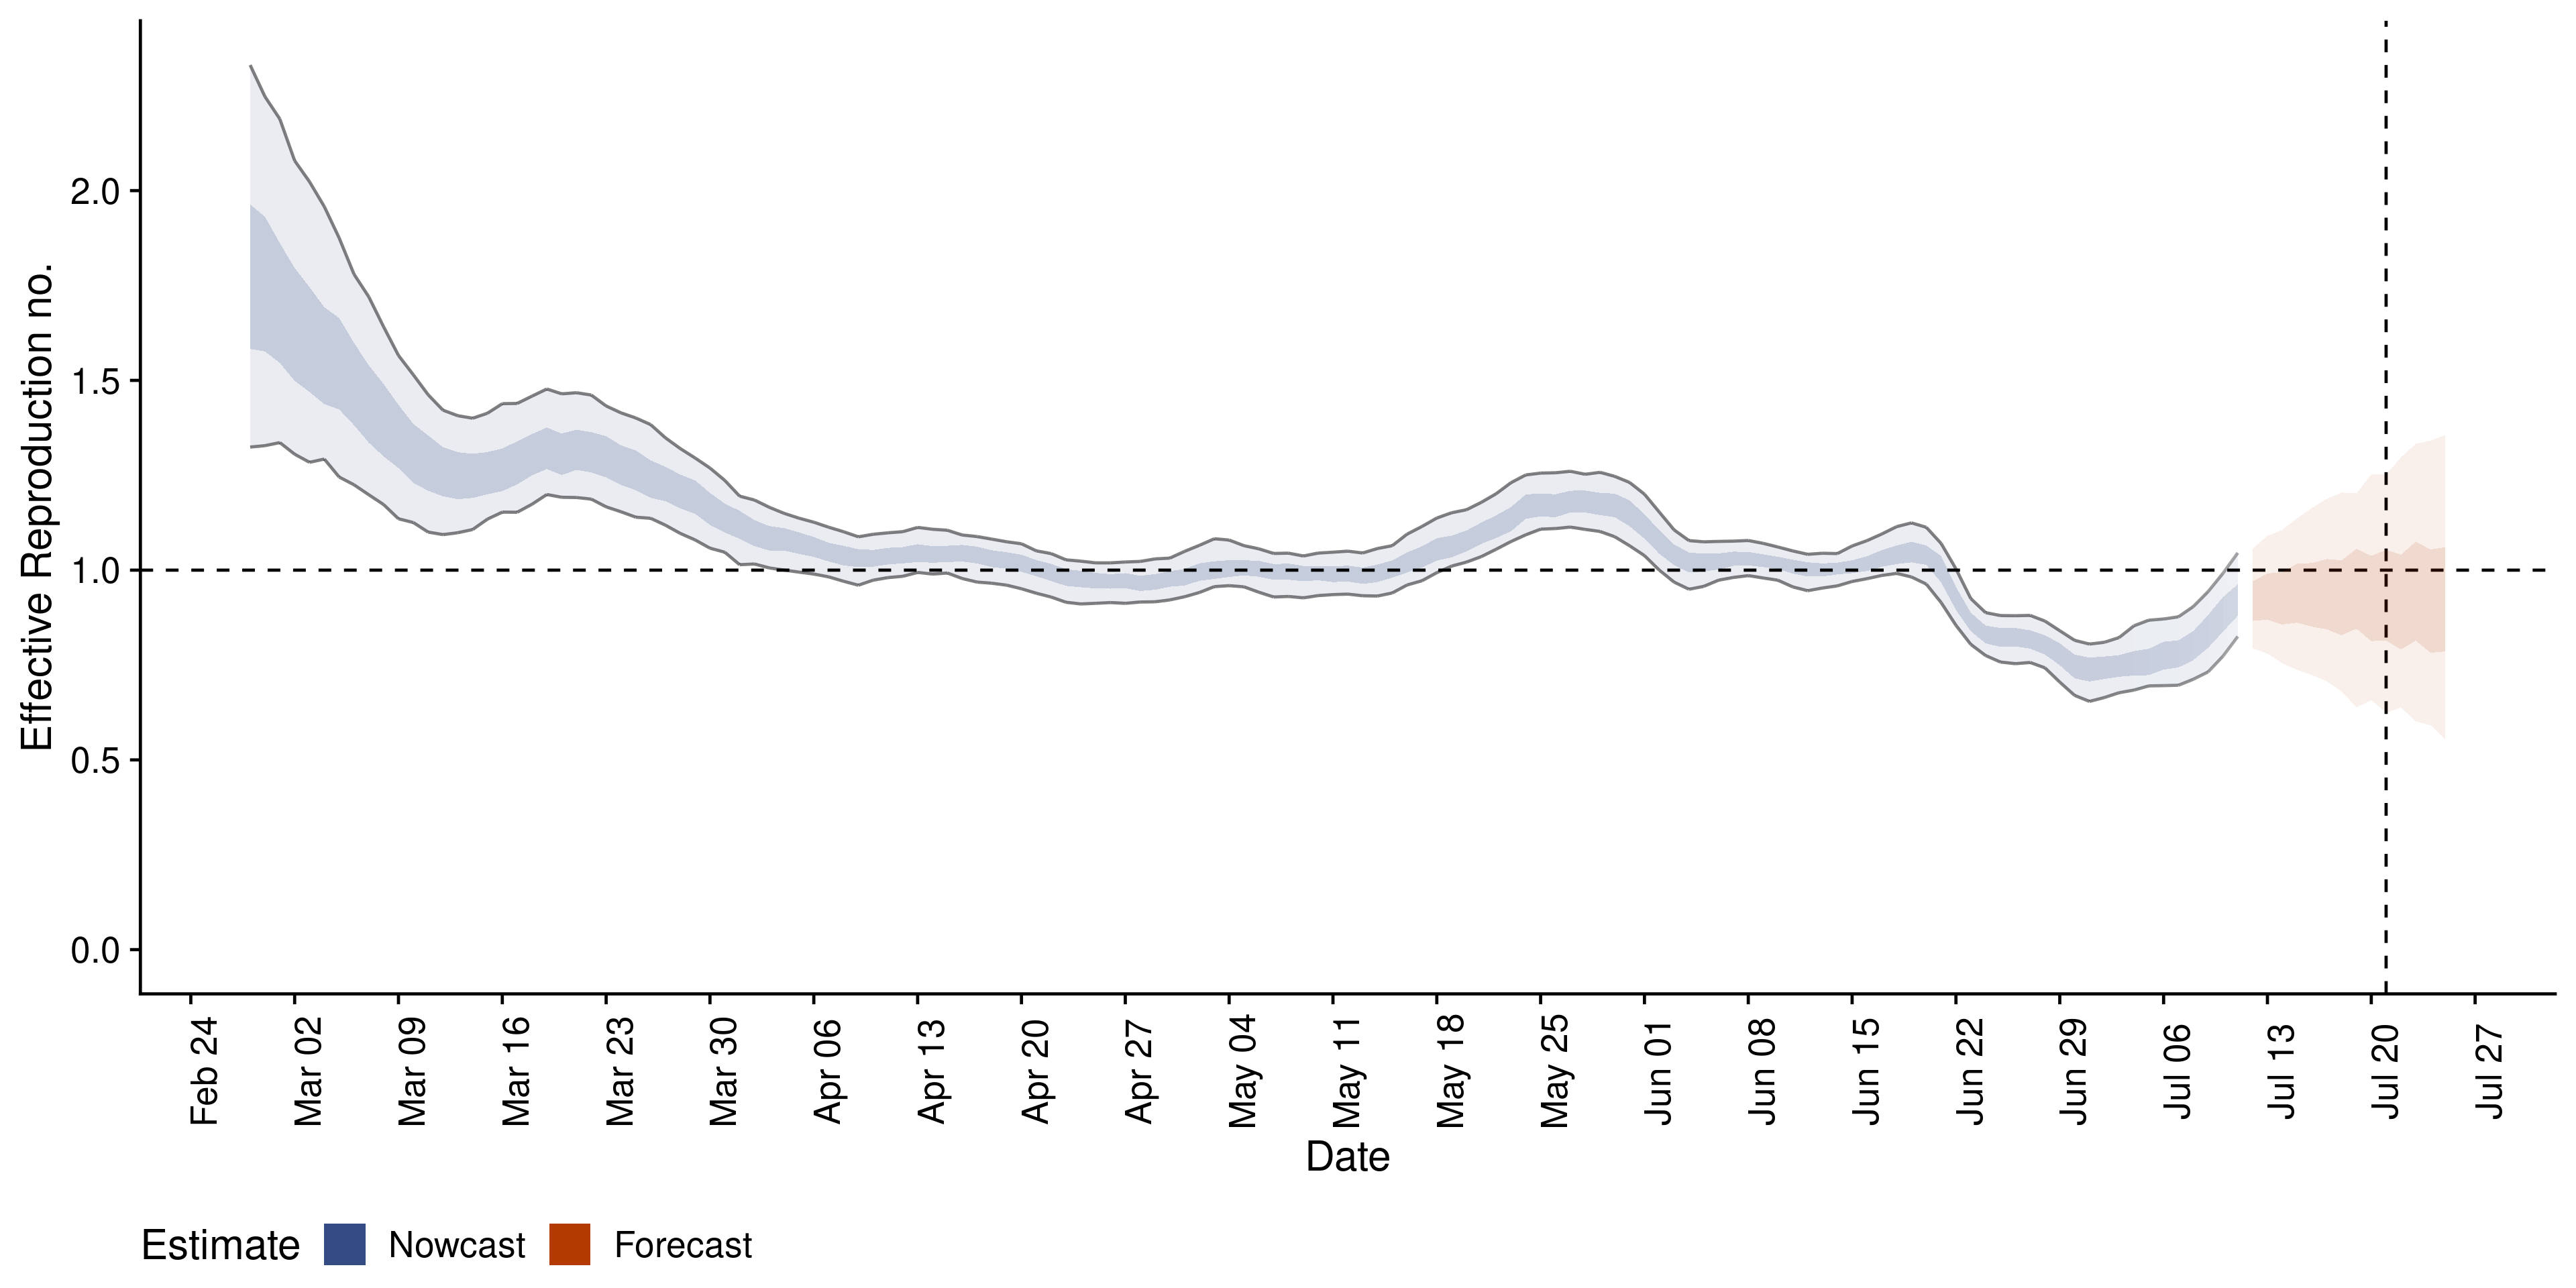 Effective Reproduction no.
2.0
1.5
1.0
0.5
0.0
Feb 24
Mar 02
Mar 09
Mar 16
Mar 23
Mar 30
Apr 06
Apr 13
Apr 20
Apr 27
May 04
May 11
May 18
May 25
Jun 01
Jun 08
Jun 15
Jun 22
Jun 29
Jul 06
Jul 13
Jul 20
Jul 27
Date
Estimate Nowcast Forecast